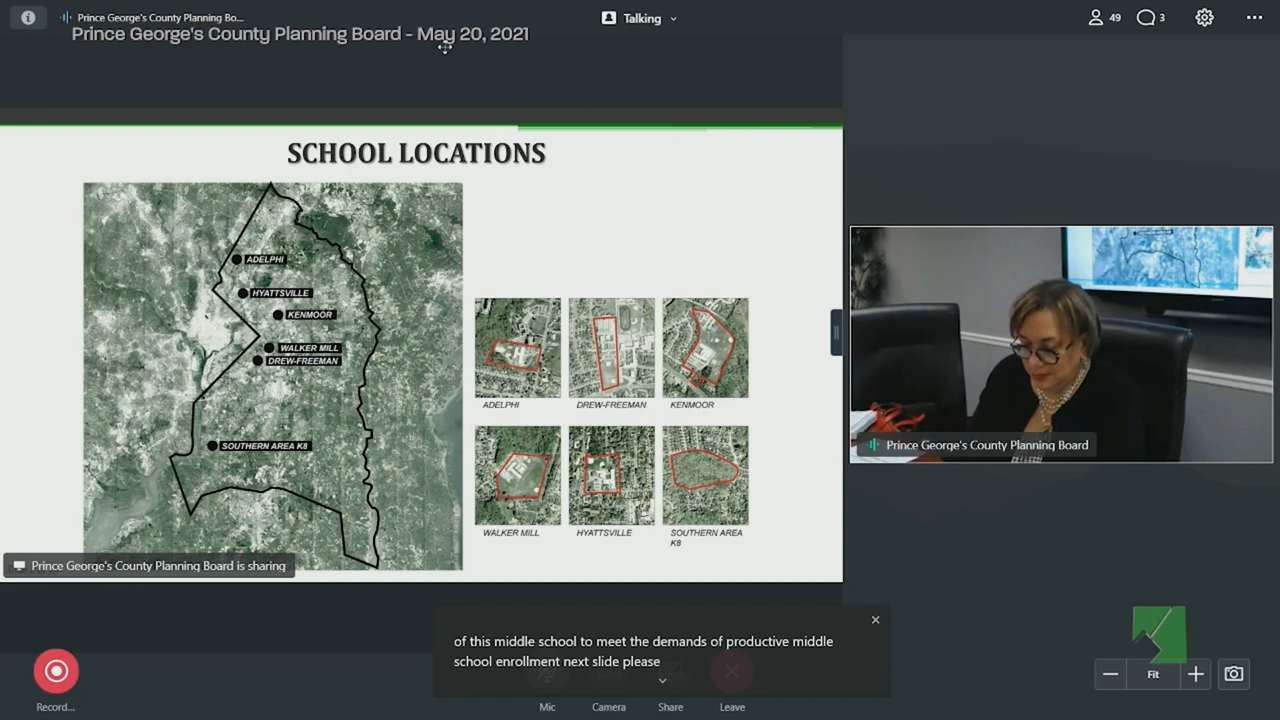 Prince George's County Planning Bo...
Talking
49
3
Prince George's County Planning Board - May 20, 2021
SCHOOL LOCATIONS
ADELPHI
HYATTSVILLE
KENMOOR
WALKER MILL
DREW-FREEMAN
SOUTHERN AREA K8
ADELPHI
DREW-FREEMAN
KENMOOR
WALKER MILL
HYATTSVILLE
SOUTHERN AREA
K8
Prince George's County Planning Board
Prince George's County Planning Board is sharing
of this middle school to meet the demands of productive middle
school enrollment next slide please
Fit
Record...
Mic
Camera
Share
Leave